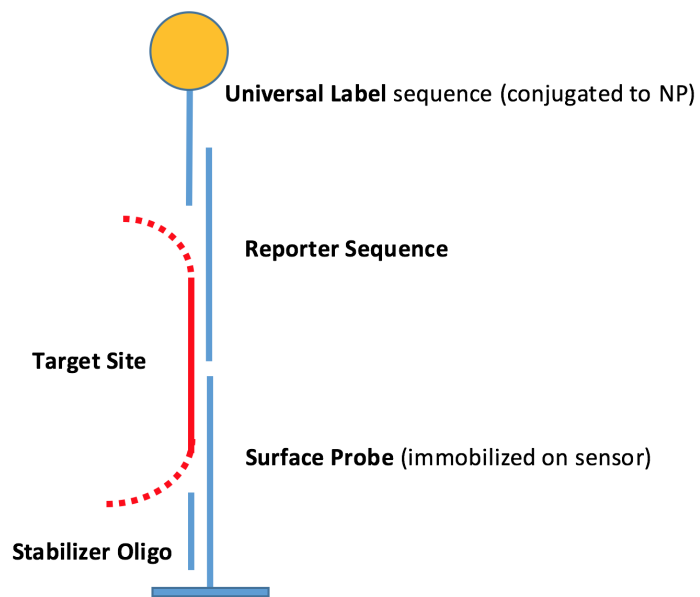 Universal Label sequence (conjugated to NP)
Reporter Sequence
Target Site
Surface Probe (immobilized on sensor)
Stabilizer Oligo